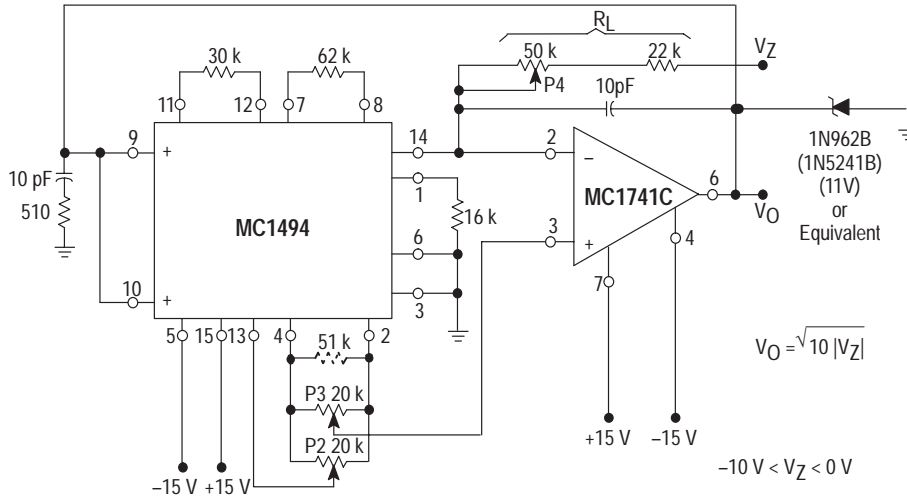 RL
30 k
62 k
50 k
22 k
VZ
P4
10pF
11
12
7
8
9
+
14
2
–
6
10 pF
510
1
MC1494
16 k
MC1741C
VO
1N962B
(1N5241B)
(11V)
or
Equivalent
6
3
+
4
7
10
+
3
5
15
13
4
2
51 k
P3 20 k
P2 20 k
VO = √10 |VZ|
–15 V
+15 V
+15 V
–15 V
–10 V < VZ < 0 V